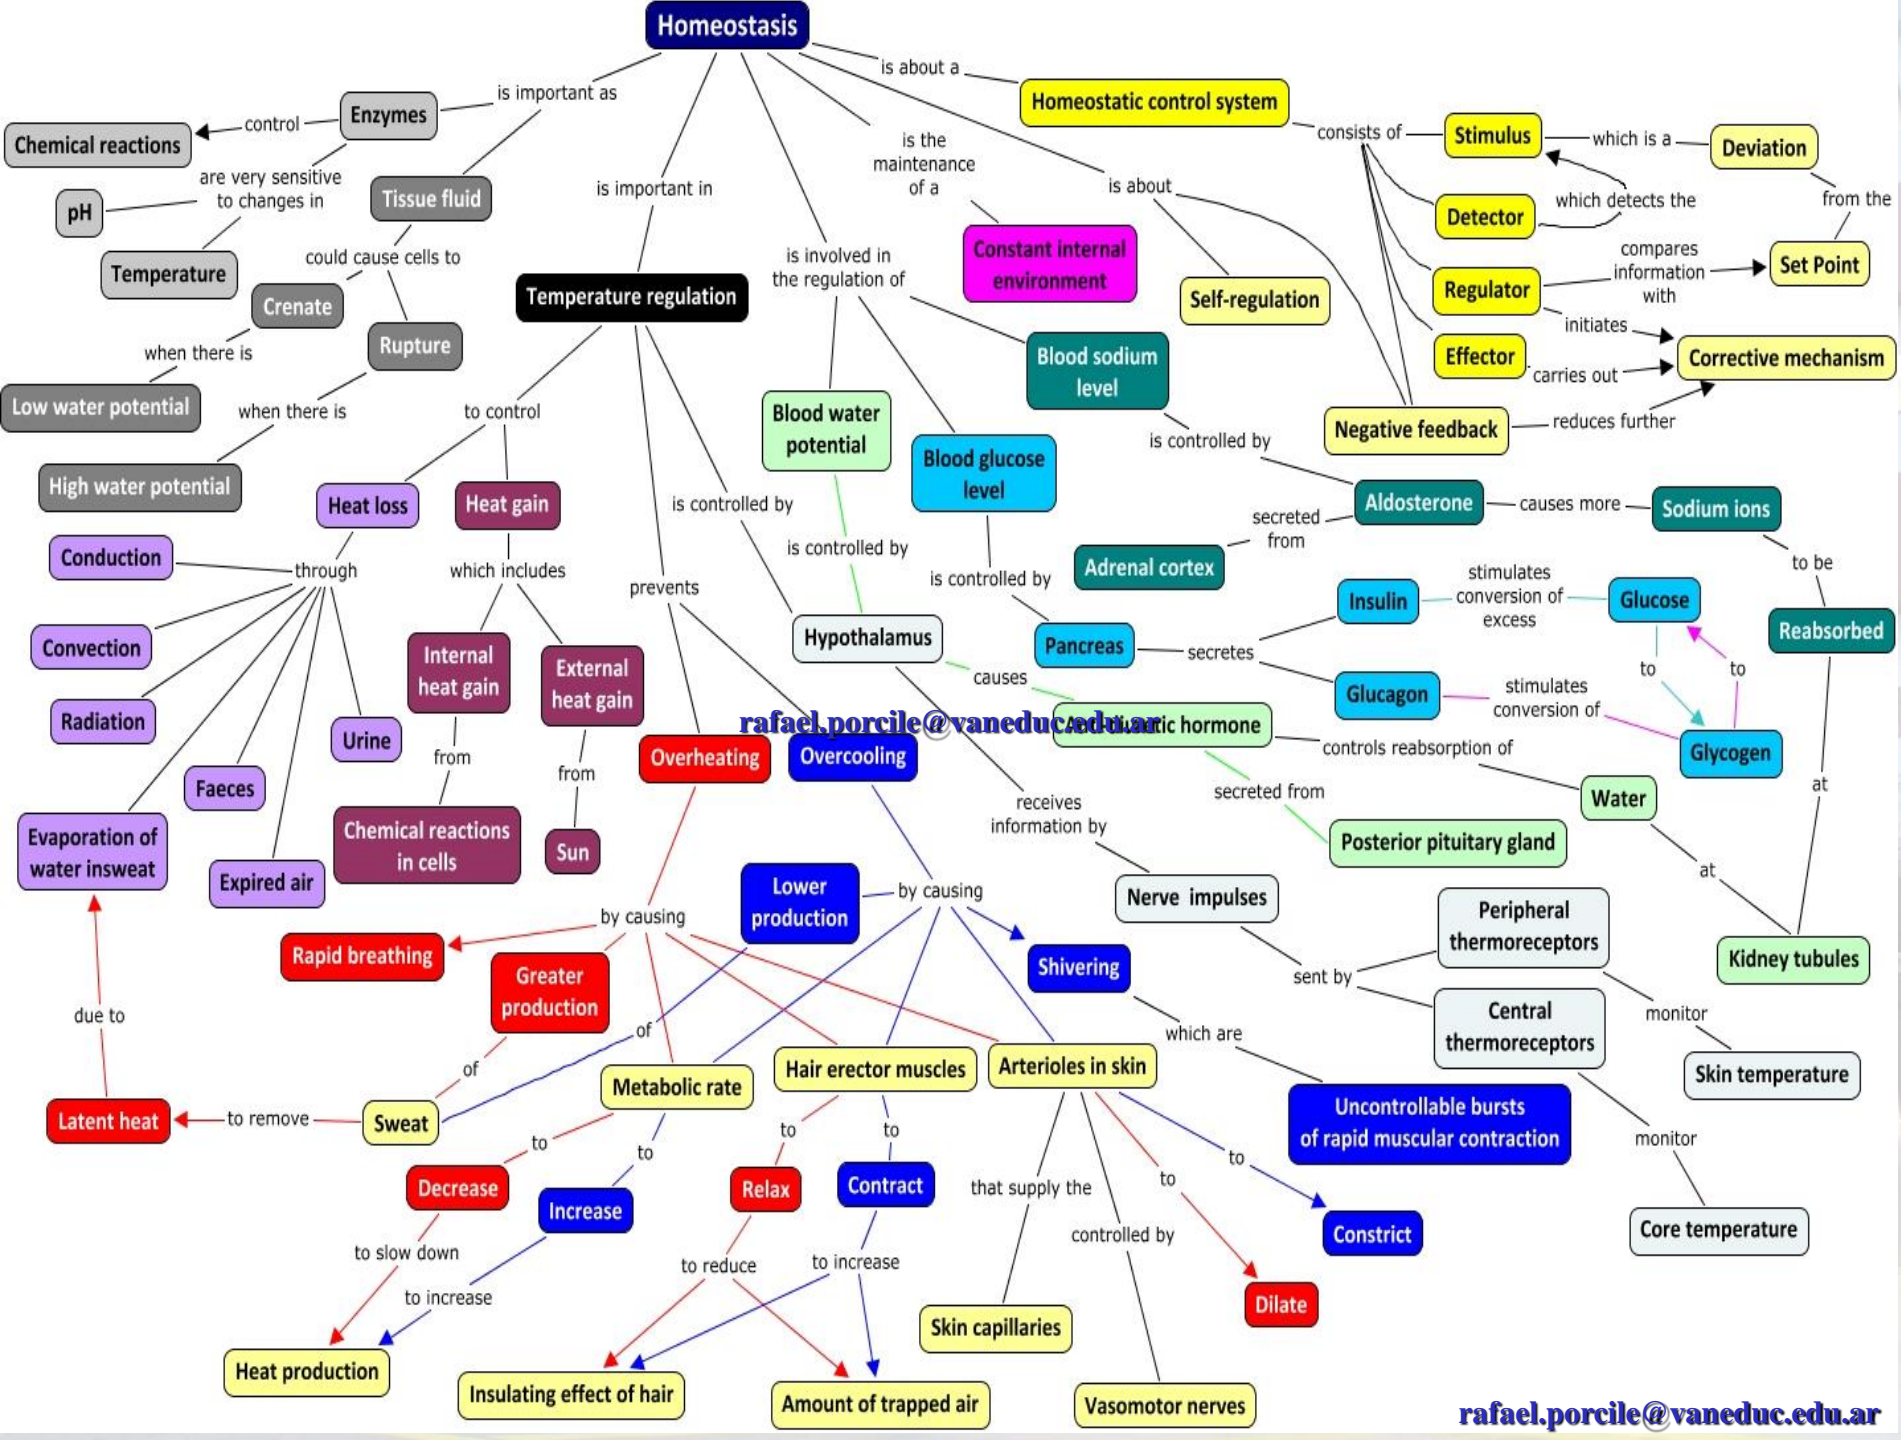 Homeostasis
is about a
Homeostatic control system
consists of
Stimulus
which is a
Deviation
from the
Set Point
Detector
which detects the
Regulator
compares
information
with
initiates
Effector
carries out
Corrective mechanism
Negative feedback
reduces further
is important as
Enzymes
control
Chemical reactions
are very sensitive
to changes in
pH
Temperature
Tissue fluid
could cause cells to
Crenate
when there is
Low water potential
Rupture
when there is
High water potential
is important in
Temperature regulation
is the
maintenance
of a
Constant internal
environment
is about
Self-regulation
is involved in
the regulation of
Blood water
potential
is controlled by
Blood glucose
level
is controlled by
Blood sodium
level
is controlled by
Aldosterone
causes more
Sodium ions
to be
Reabsorbed
at
secreted
from
Adrenal cortex
Pancreas
secretes
Insulin
stimulates
conversion of
excess
Glucose
to
to
Glucagon
stimulates
conversion of
Glycogen
to control
Heat loss
through
Conduction
Convection
Radiation
Evaporation of
water insweat
Faeces
Expired air
Urine
Heat gain
which includes
Internal
heat gain
from
Chemical reactions
in cells
External
heat gain
from
Sun
prevents
is controlled by
Hypothalamus
causes
rafael.porcile@vaneduc.edu.ar
hormone
controls reabsorption of
Water
at
Kidney tubules
secreted from
Posterior pituitary gland
receives
information by
Nerve impulses
sent by
Peripheral
thermoreceptors
monitor
Skin temperature
Central
thermoreceptors
monitor
Core temperature
Overheating
by causing
Rapid breathing
Greater
production
of
Sweat
to remove
Latent heat
due to
Overcooling
by causing
Lower
production
of
Shivering
which are
Uncontrollable bursts
of rapid muscular contraction
Metabolic rate
to
Decrease
to slow down
to
Increase
to increase
Heat production
Hair erector muscles
to
Relax
to reduce
to
Contract
to increase
Insulating effect of hair
Amount of trapped air
Arterioles in skin
that supply the
Skin capillaries
controlled by
Vasomotor nerves
to
Dilate
to
Constrict
rafael.porcile@vaneduc.edu.ar